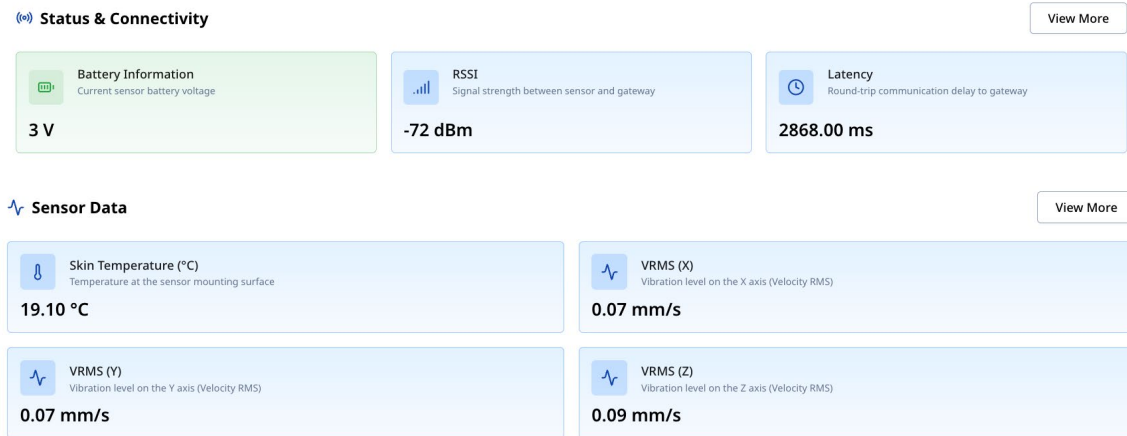 Status & Connectivity
View More
Battery Information
Current sensor battery voltage
3 V
RSSI
Signal strength between sensor and gateway
-72 dBm
Latency
Round-trip communication delay to gateway
2868.00 ms
Sensor Data
View More
Skin Temperature (°C)
Temperature at the sensor mounting surface
19.10 °C
VRMS (X)
Vibration level on the X axis (Velocity RMS)
0.07 mm/s
VRMS (Y)
Vibration level on the Y axis (Velocity RMS)
0.07 mm/s
VRMS (Z)
Vibration level on the Z axis (Velocity RMS)
0.09 mm/s